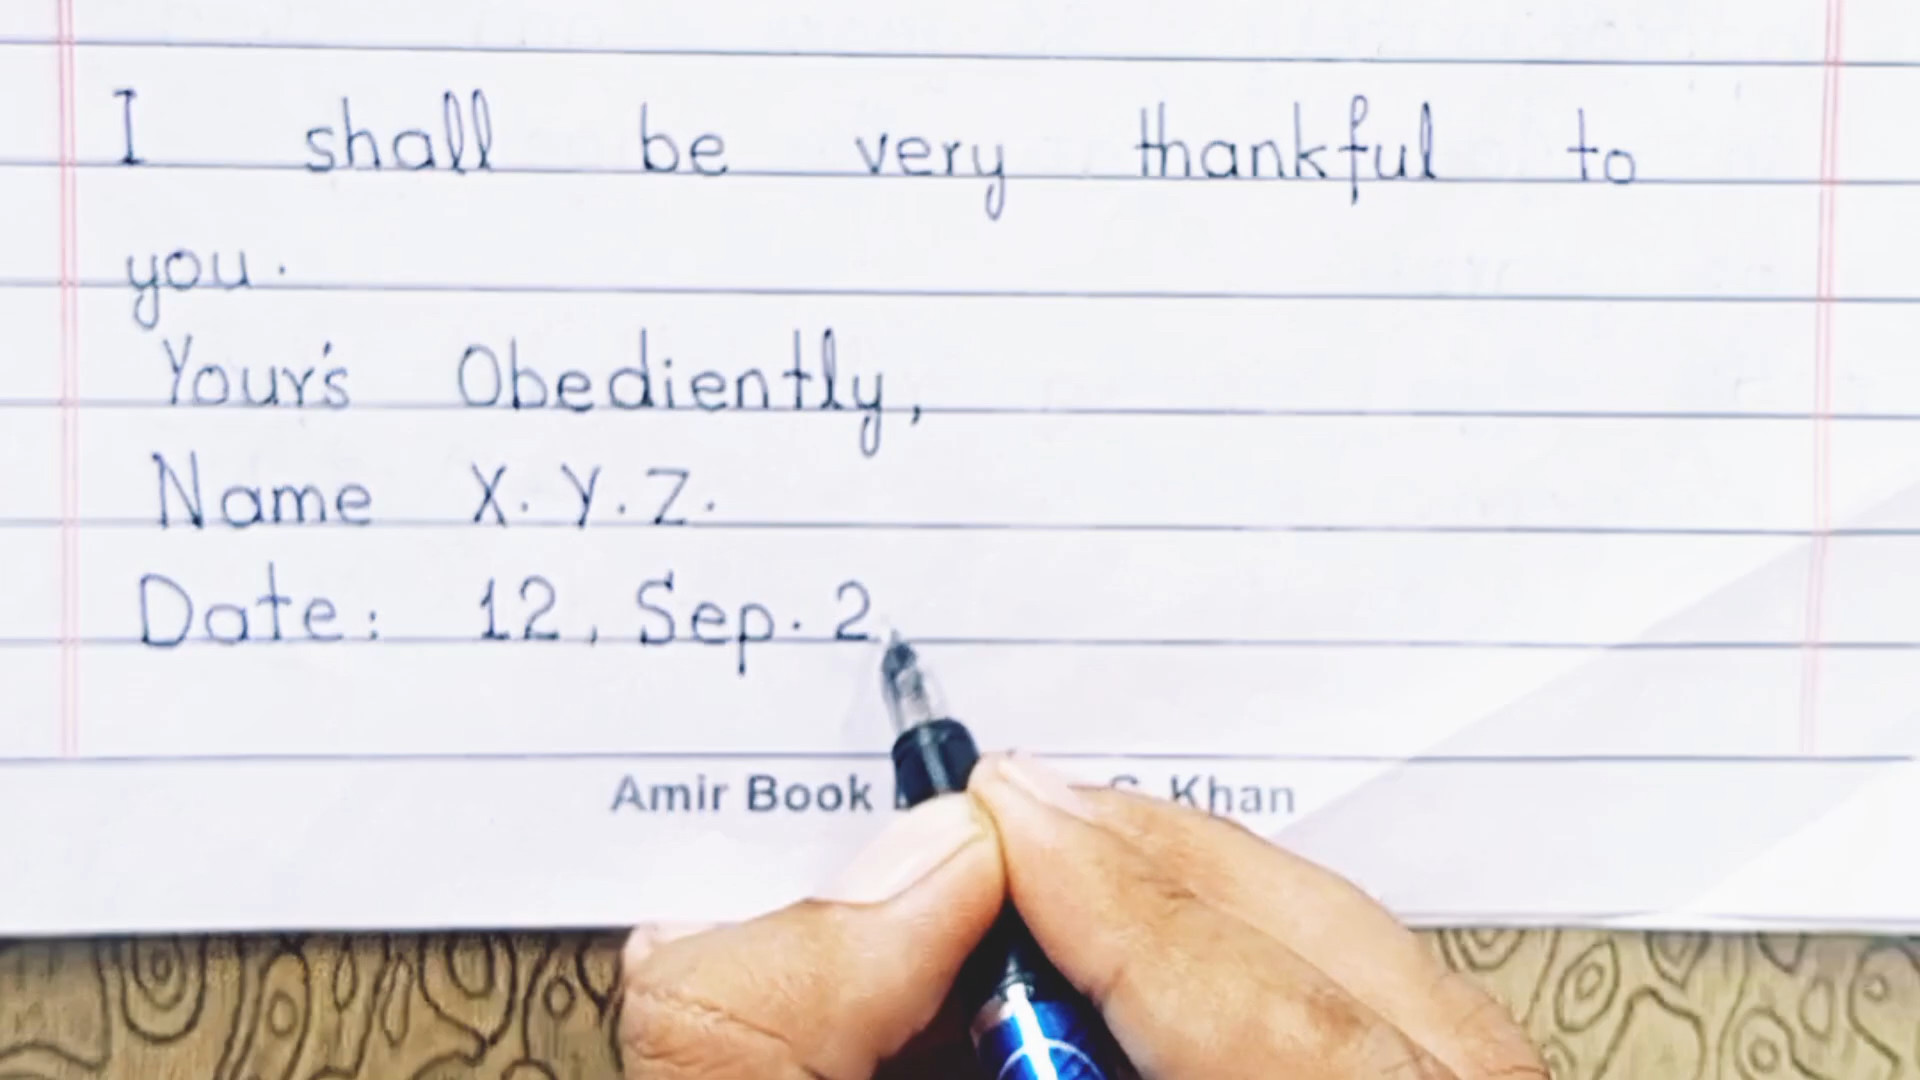 I shall be very thankful to
you.
Your's Obediently,
Name X.Y.Z.
Date: 12, Sep. 2
Amir Book Khan